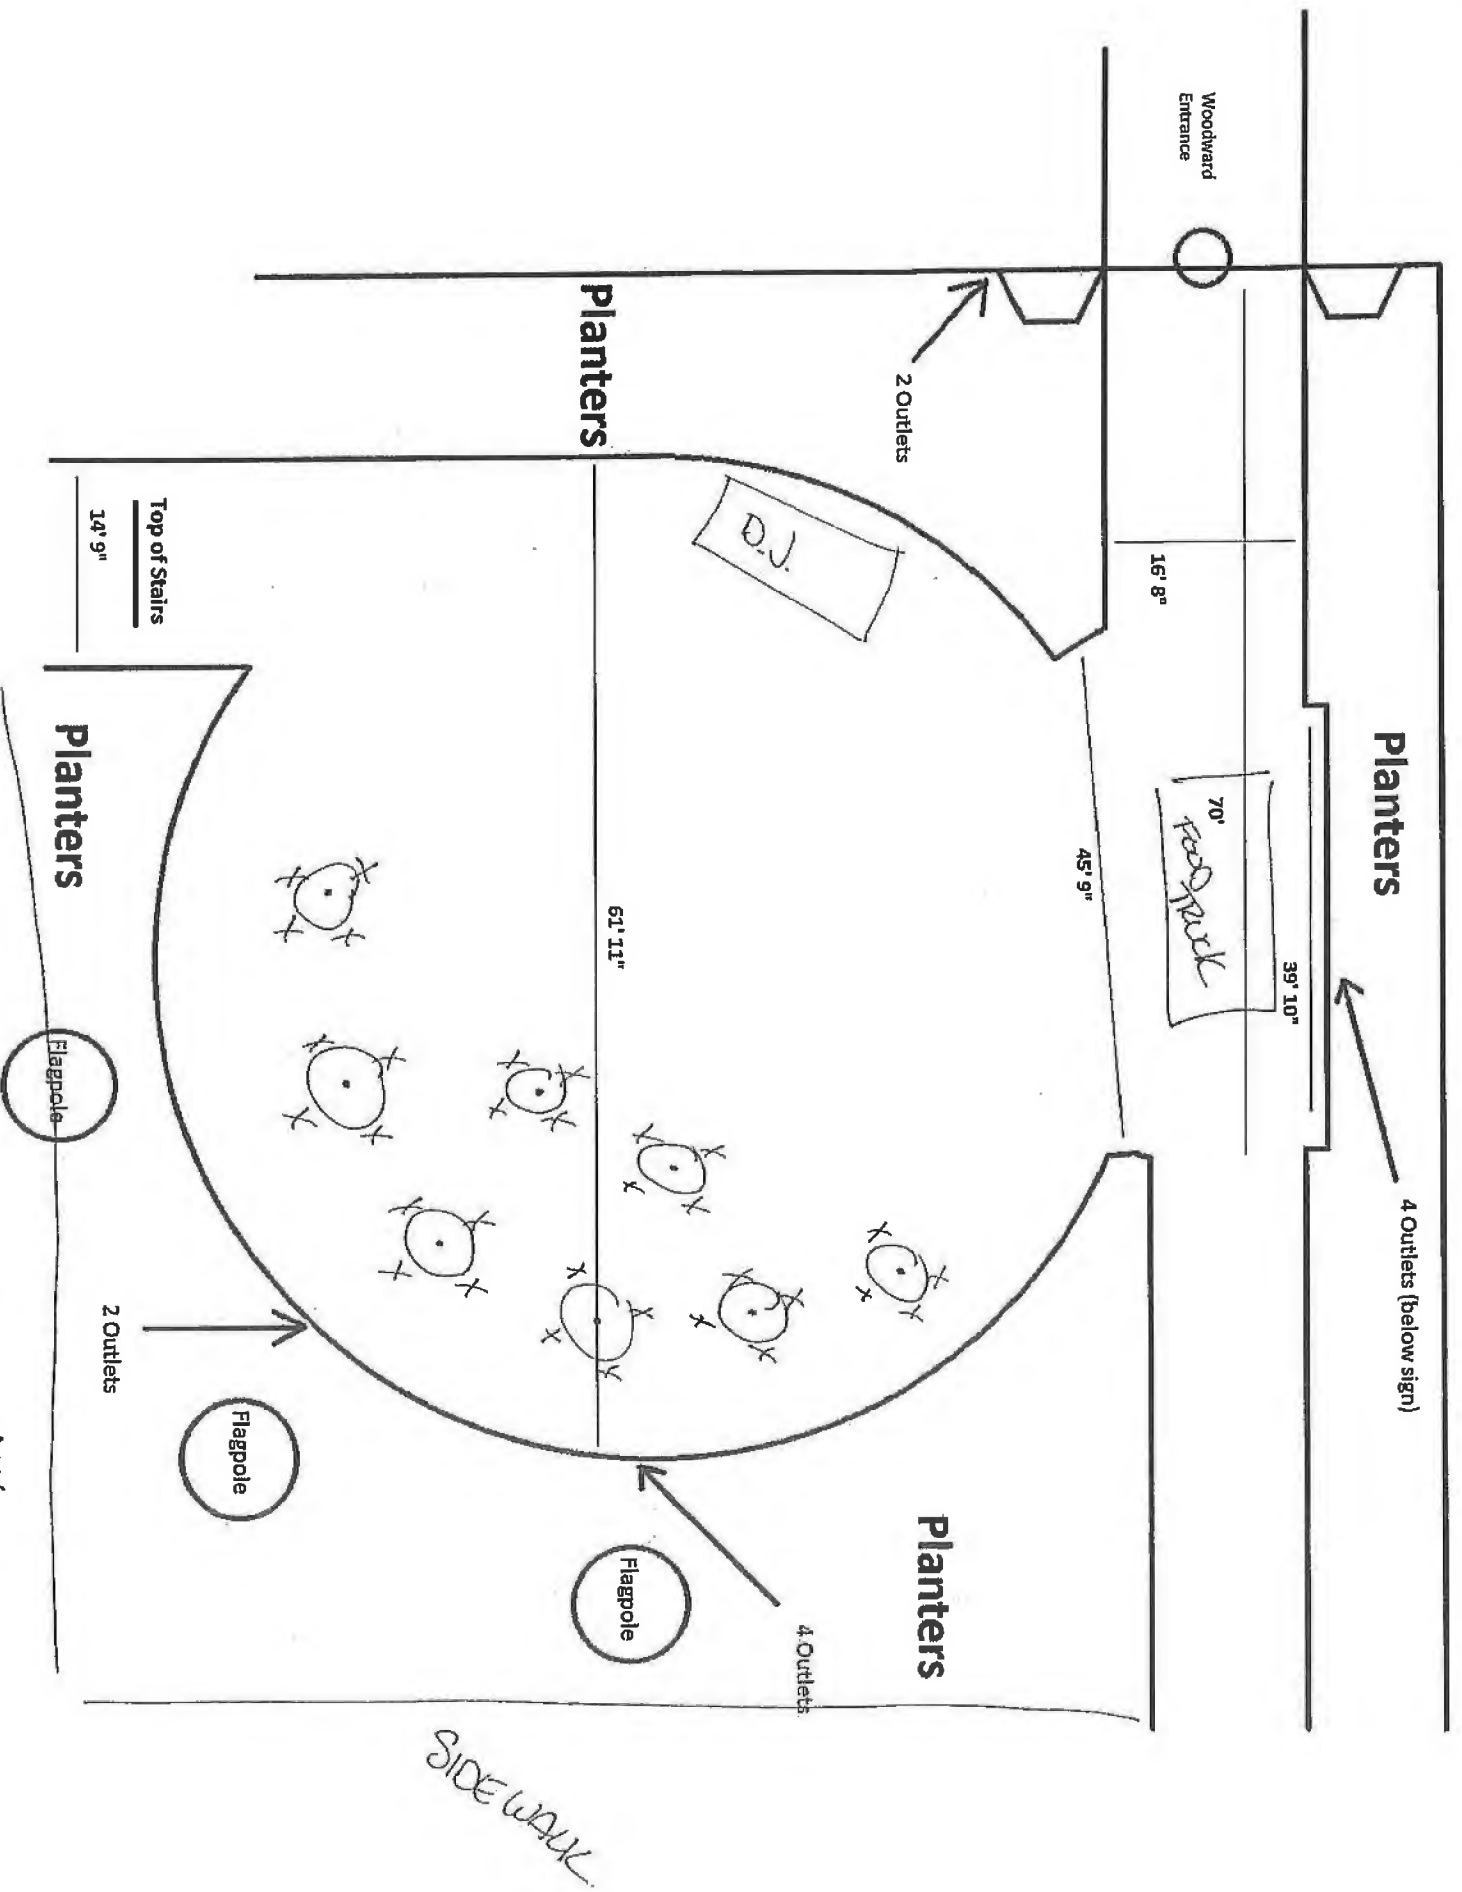 Woodward
Entrance
Planters
4 Outlets (below sign)
39' 10"
70'
FOOD TRUCK
16' 8"
45' 9"
2 Outlets
Planters
D.J.
61' 11"
Planters
4 Outlets
Flagpole
Flagpole
2 Outlets
Top of Stairs
14' 9"
Planters
Flagpole
SIDEWALK